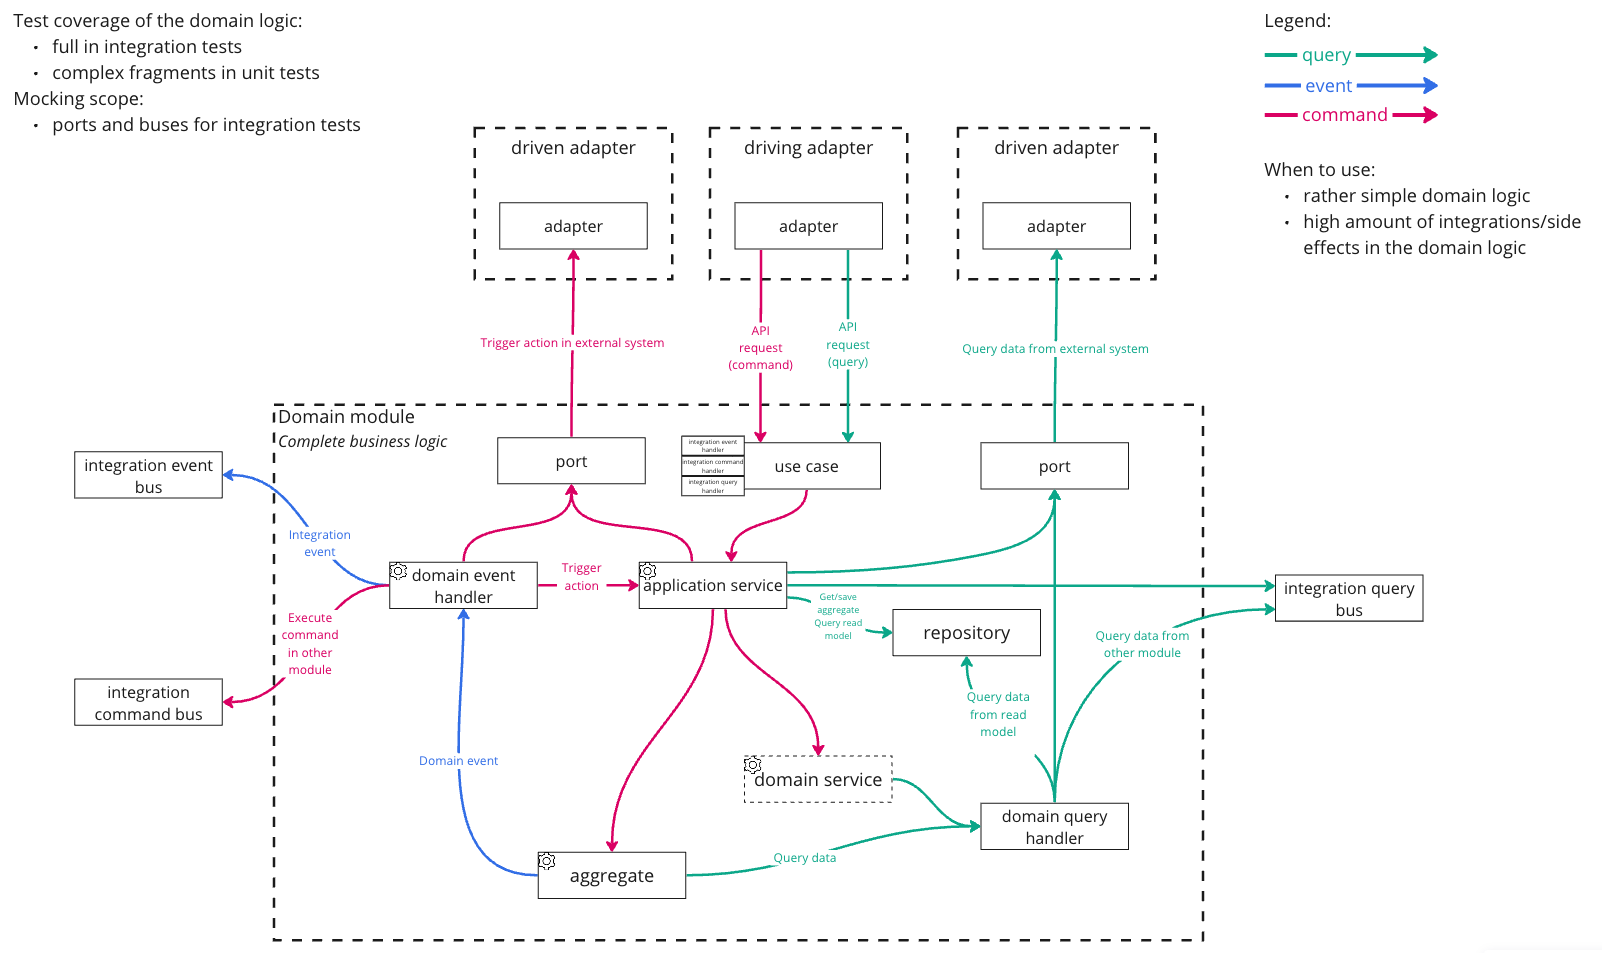 Test coverage of the domain logic:
• full in integration tests
• complex fragments in unit tests
Mocking scope:
• ports and buses for integration tests
Legend:
query
event
command
When to use:
• rather simple domain logic
• high amount of integrations/side
effects in the domain logic
driven adapter
adapter
driving adapter
adapter
driven adapter
adapter
Trigger action in external system
API
request
(command)
API
request
(query)
Query data from external system
Domain module
Complete business logic
port
integration event
handler
integration command
handler
integration query
handler
use case
port
integration event
bus
Integration
event
domain event
handler
Trigger
action
application service
Get/save
aggregate
Query read
model
repository
integration query
bus
Execute
command
in other
module
integration
command bus
Query data from
other module
Query data
from read
model
Domain event
domain service
domain query
handler
Query data
aggregate